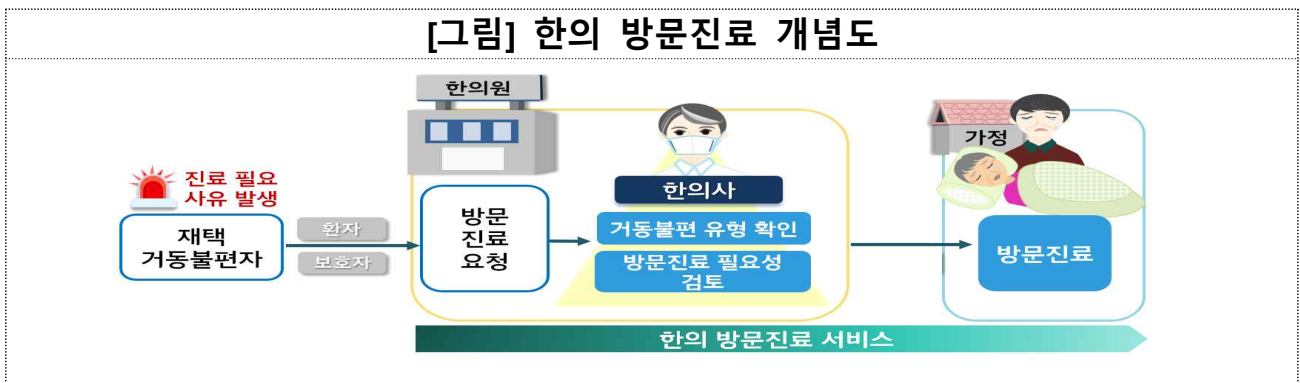 [그림] 한의 방문진료 개념도
한의원
가정
진료 필요
사유 발생
재택
거동불편자
환자
보호자
방문
진료
요청
한의사
거동불편 유형 확인
방문진료 필요성
검토
방문진료
한의 방문진료 서비스